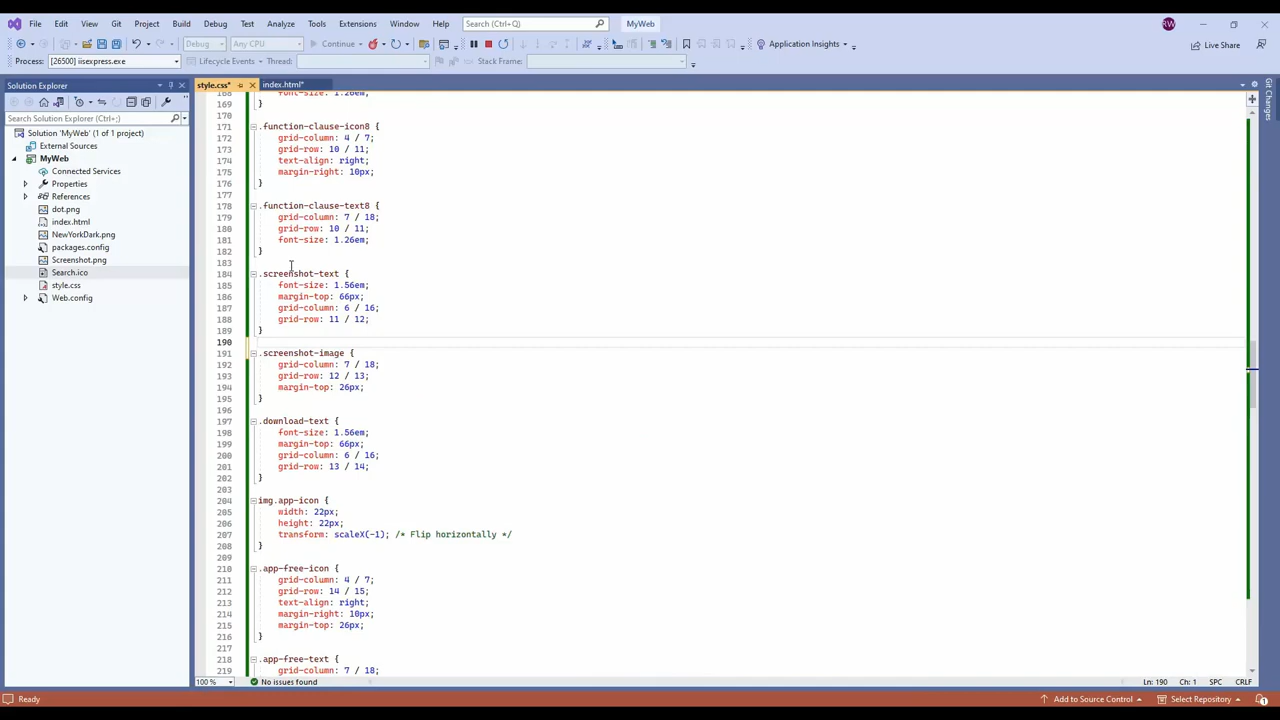 File Edit View Git Project Build Debug Test Analyze Tools Extensions Window Help Search (Ctrl+Q) MyWeb RW
Debug Any CPU Continue Application Insights Live Share
Process: [26500] iisexpress.exe Lifecycle Events Thread: Stack Frame:
Solution Explorer
Search Solution Explorer (Ctrl+;)
Solution 'MyWeb' (1 of 1 project)
External Sources
MyWeb
Connected Services
Properties
References
dot.png
index.html
NewYorkDark.png
packages.config
Screenshot.png
Search.ico
style.css
Web.config
style.css* index.html*
168 font-size: 1.26em;
169 }
170
171 .function-clause-icon8 {
172 grid-column: 4 / 7;
173 grid-row: 10 / 11;
174 text-align: right;
175 margin-right: 10px;
176 }
177
178 .function-clause-text8 {
179 grid-column: 7 / 18;
180 grid-row: 10 / 11;
181 font-size: 1.26em;
182 }
183
184 .screenshot-text {
185 font-size: 1.56em;
186 margin-top: 66px;
187 grid-column: 6 / 16;
188 grid-row: 11 / 12;
189 }
190
191 .screenshot-image {
192 grid-column: 7 / 18;
193 grid-row: 12 / 13;
194 margin-top: 26px;
195 }
196
197 .download-text {
198 font-size: 1.56em;
199 margin-top: 66px;
200 grid-column: 6 / 16;
201 grid-row: 13 / 14;
202 }
203
204 img.app-icon {
205 width: 22px;
206 height: 22px;
207 transform: scaleX(-1); /* Flip horizontally */
208 }
209
210 .app-free-icon {
211 grid-column: 4 / 7;
212 grid-row: 14 / 15;
213 text-align: right;
214 margin-right: 10px;
215 margin-top: 26px;
216 }
217
218 .app-free-text {
219 grid-column: 7 / 18;
100 % No issues found Ln: 190 Ch: 1 SPC CRLF
Ready Add to Source Control Select Repository 1
Git Changes